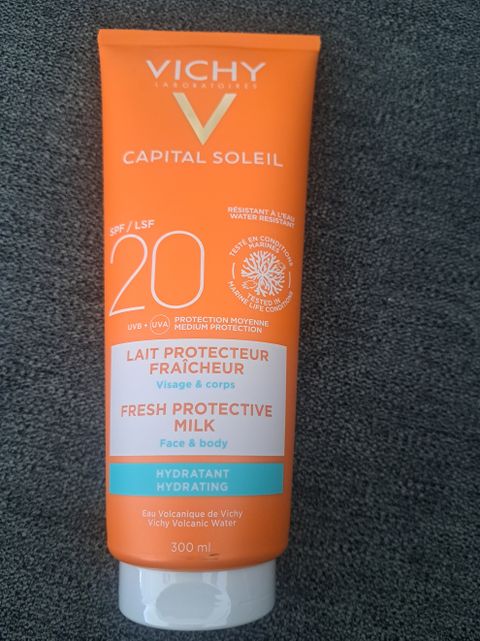 VICHY
LABORATOIRES
CAPITAL SOLEIL
RÉSISTANT À L'EAU
WATER RESISTANT
SPF / LSF
20
TESTÉ EN CONDITIONS
MARINES
TESTED IN
MARINE LIFE CONDITIONS
UVB + UVA
PROTECTION MOYENNE
MEDIUM PROTECTION
LAIT PROTECTEUR
FRAÎCHEUR
Visage & corps
FRESH PROTECTIVE
MILK
Face & body
HYDRATANT
HYDRATING
Eau Volcanique de Vichy
Vichy Volcanic Water
300 ml